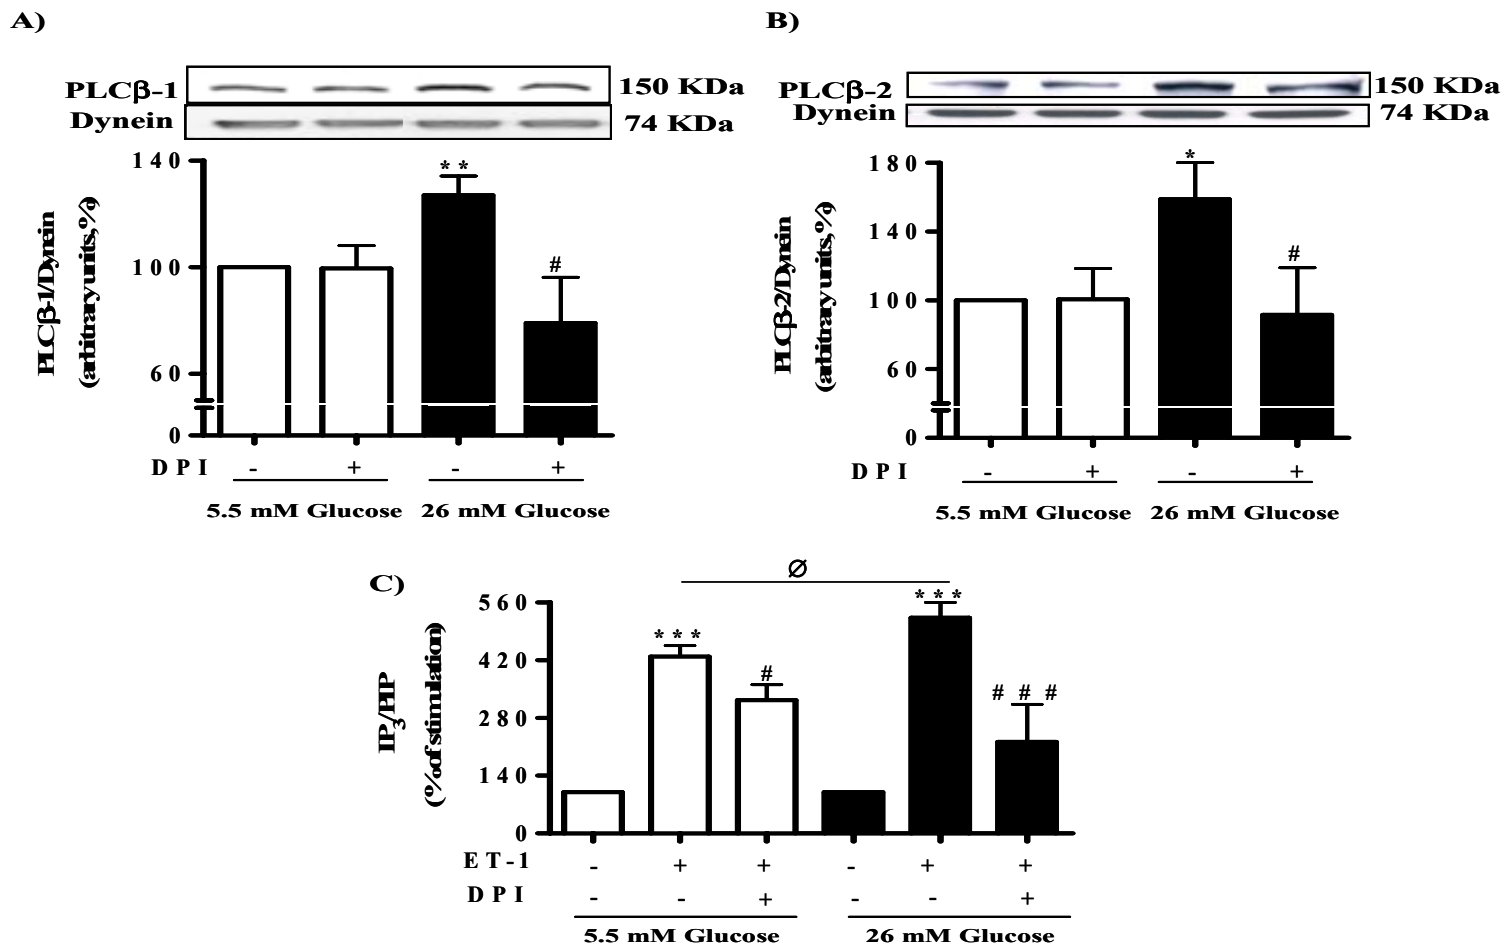 A)
PLCβ-1 150 KDa
Dynein 74 KDa
PLCβ-1/Dynein
(arbitrary units,%)
140
* *
100
#
60
0
DPI - + - +
5.5 mM Glucose 26 mM Glucose
B)
PLCβ-2 150 KDa
Dynein 74 KDa
PLCβ-2/Dynein
(arbitrary units,%)
180
*
140
#
100
60
0
DPI - + - +
5.5 mM Glucose 26 mM Glucose
C)
∅
IP3/PIP
(% of stimulation)
560
* * *
* * *
420
#
# # #
280
140
0
ET-1 - + + - + +
DPI - - + - - +
5.5 mM Glucose 26 mM Glucose